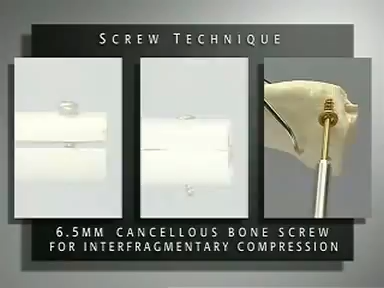 SCREW TECHNIQUE
6.5MM CANCELLOUS BONE SCREW
FOR INTERFRAGMENTARY COMPRESSION